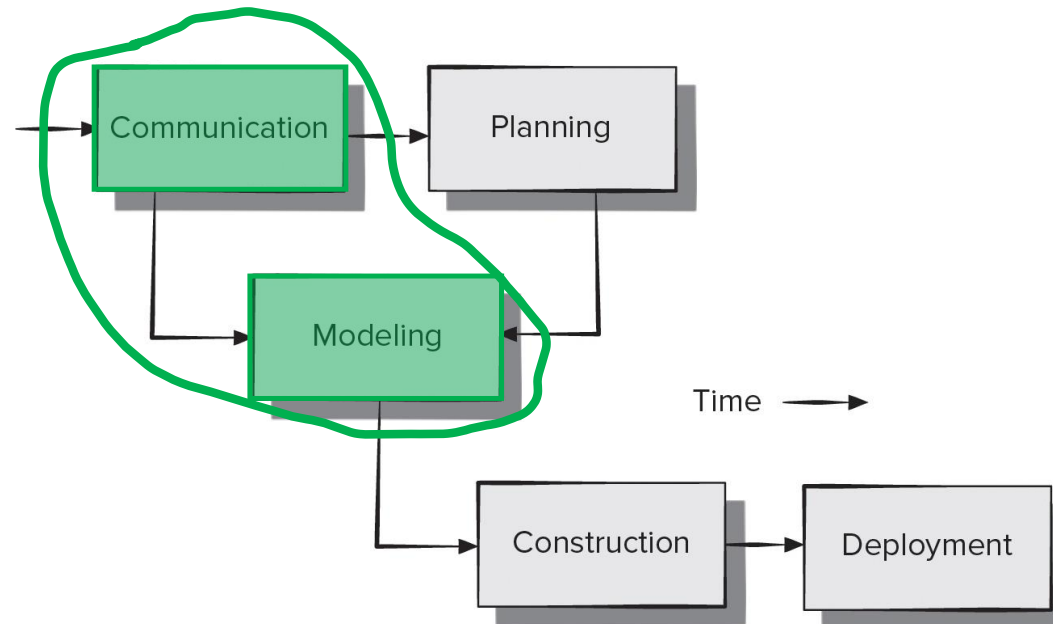 Communication
Planning
Modeling
Time
Construction
Deployment